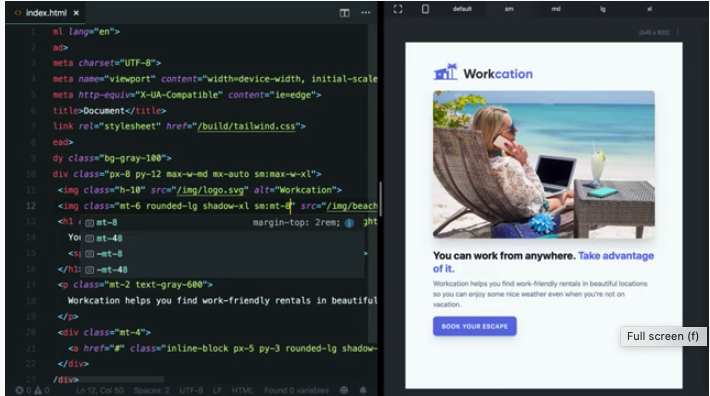 index.html ×
1 ml lang="en">
2 ad>
3 meta charset="UTF-8">
4 meta name="viewport" content="width=device-width, initial-scale
5 meta http-equiv="X-UA-Compatible" content="ie=edge">
6 title>Document</title>
7 link rel="stylesheet" href="/build/tailwind.css">
8 ead>
9 dy class="bg-gray-100">
10 div class="px-8 py-12 max-w-md mx-auto sm:max-w-xl">
11 <img class="h-10" src="/img/logo.svg" alt="Workcation">
12 <img class="mt-6 rounded-lg shadow-xl sm:mt-8" src="/img/beach
13 <h1
mt-8 margin-top: 2rem;
ght
14 You
mt-48
15 <s
-mt-8
>
16 </h1>
-mt-48
17 <p class="mt-2 text-gray-600">
18 Workcation helps you find work-friendly rentals in beautiful
19 </p>
20 <div class="mt-4">
21 <a href="#" class="inline-block px-5 py-3 rounded-lg shadow-
22 </div>
23 /div>
0 0 Ln 12, Col 50 Spaces: 2 UTF-8 LF HTML Found 0 variables
default sm md lg xl
Workcation
You can work from anywhere. Take advantage
of it.
Workcation helps you find work-friendly rentals in beautiful locations
so you can enjoy some nice weather even when you're not on
vacation.
BOOK YOUR ESCAPE
Full screen (f)